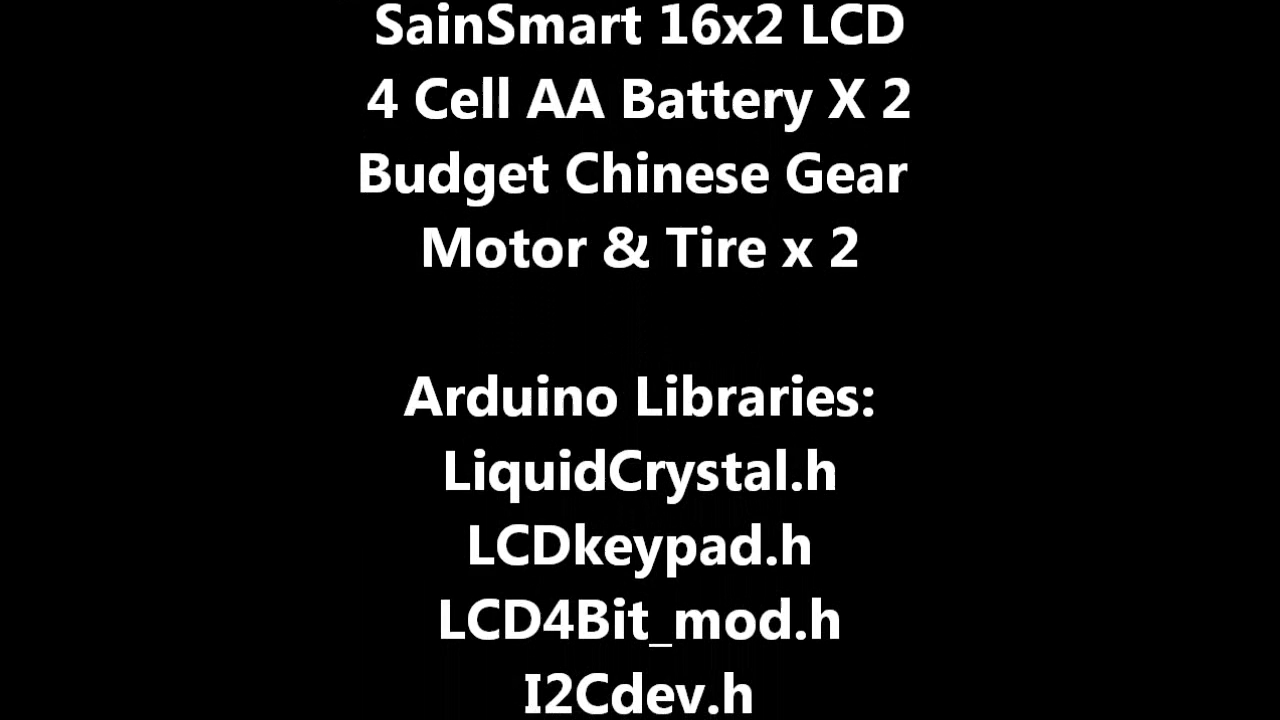 SainSmart 16x2 LCD
4 Cell AA Battery X 2
Budget Chinese Gear
Motor & Tire x 2
Arduino Libraries:
LiquidCrystal.h
LCDkeypad.h
LCD4Bit_mod.h
I2Cdev.h